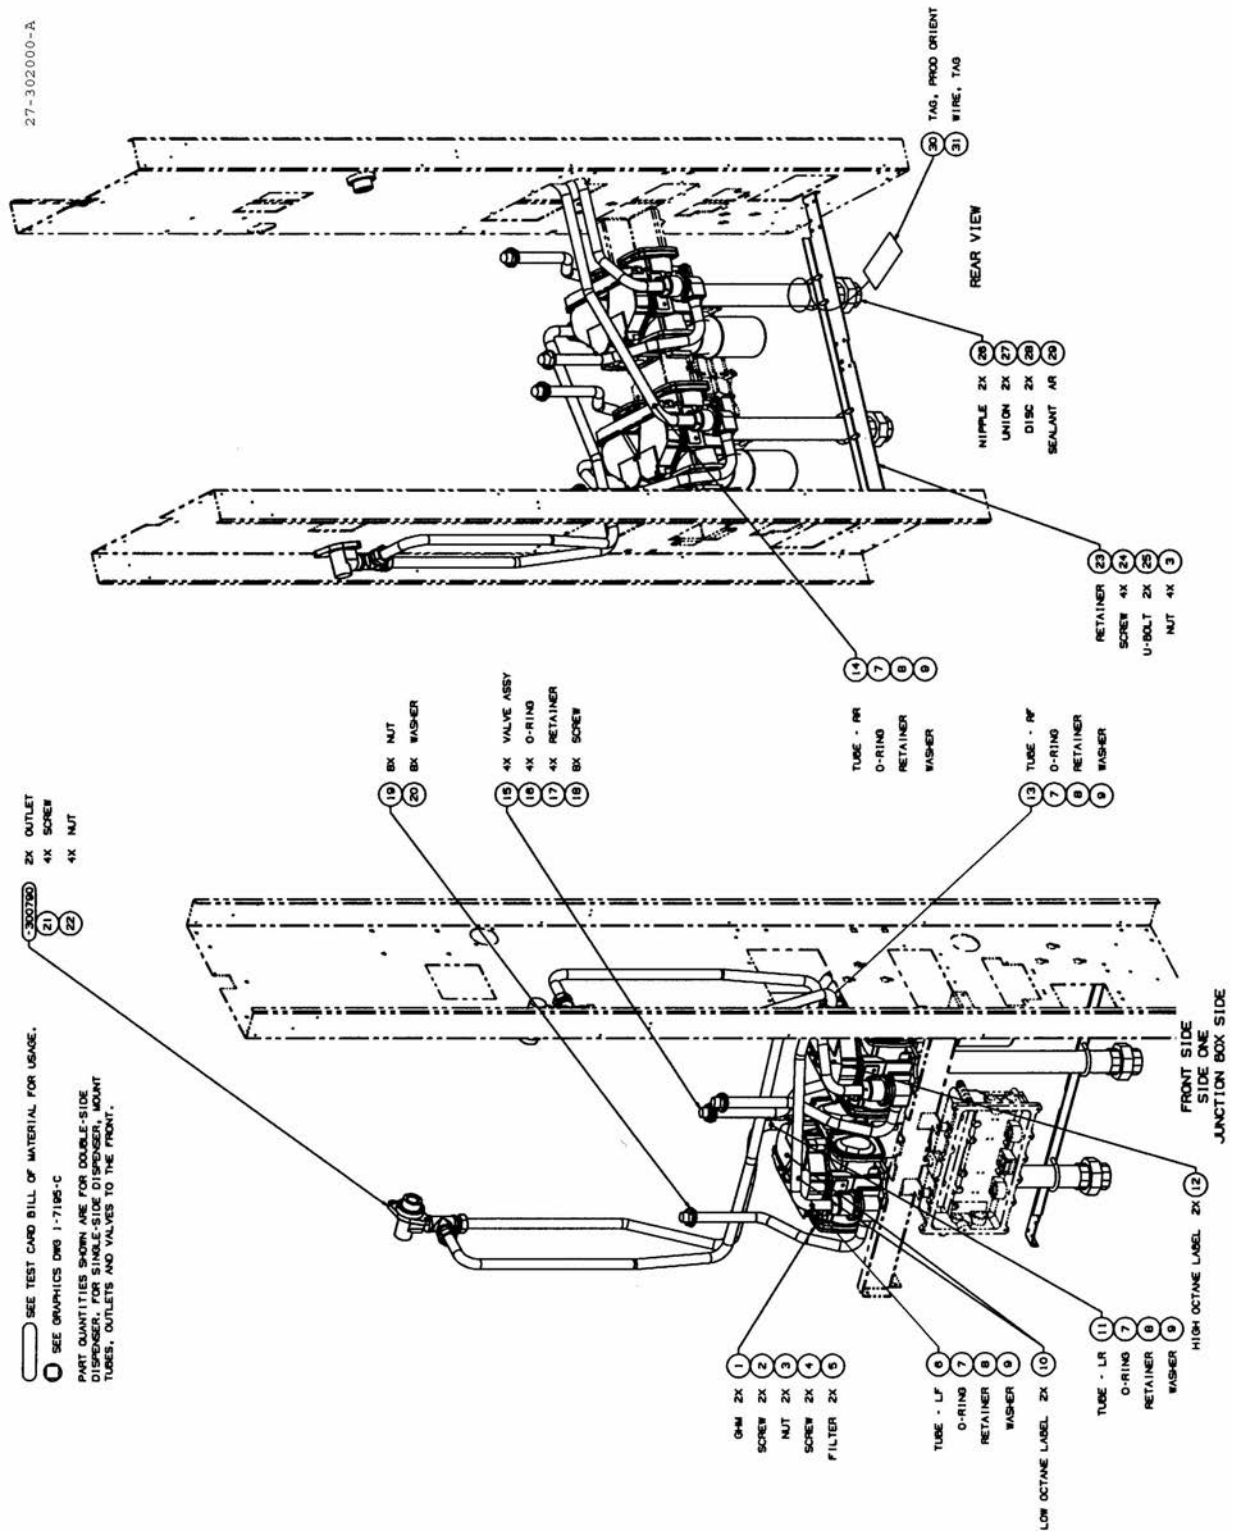 27-302000-A
SEE TEST CARD BILL OF MATERIAL FOR USAGE.
SEE GRAPHICS DWG 1-7195-C
PART QUANTITIES SHOWN ARE FOR DOUBLE-SIDE
DISPENSER. FOR SINGLE-SIDE DISPENSER, MOUNT
TUBES, OUTLETS AND VALVES TO THE FRONT.
-300790 2X OUTLET
21 4X SCREW
22 4X NUT
19 8X NUT
20 8X WASHER
15 4X VALVE ASSY
16 4X O-RING
17 4X RETAINER
18 8X SCREW
GHM 2X 1
SCREW 2X 2
NUT 2X 3
SCREW 2X 4
FILTER 2X 5
TUBE - LF 6
O-RING 7
RETAINER 8
WASHER 9
LOW OCTANE LABEL 2X 10
TUBE - LR 11
O-RING 7
RETAINER 8
WASHER 9
HIGH OCTANE LABEL 2X 12
13 TUBE - RF
7 O-RING
8 RETAINER
9 WASHER
FRONT SIDE
SIDE ONE
JUNCTION BOX SIDE
TUBE - RR 14
O-RING 7
RETAINER 8
WASHER 9
RETAINER 23
SCREW 4X 24
U-BOLT 2X 25
NUT 4X 3
NIPPLE 2X 26
UNION 2X 27
DISC 2X 28
SEALANT AR 29
30 TAG, PROD ORIENT
31 WIRE, TAG
REAR VIEW